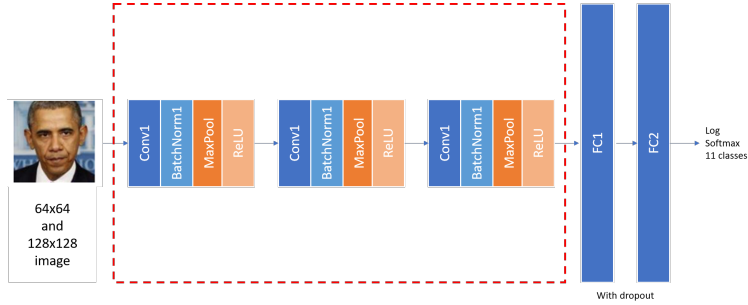 64x64
and
128x128
image
Conv1
BatchNorm1
MaxPool
ReLU
Conv1
BatchNorm1
MaxPool
ReLU
Conv1
BatchNorm1
MaxPool
ReLU
FC1
FC2
Log
Softmax
11 classes
With dropout